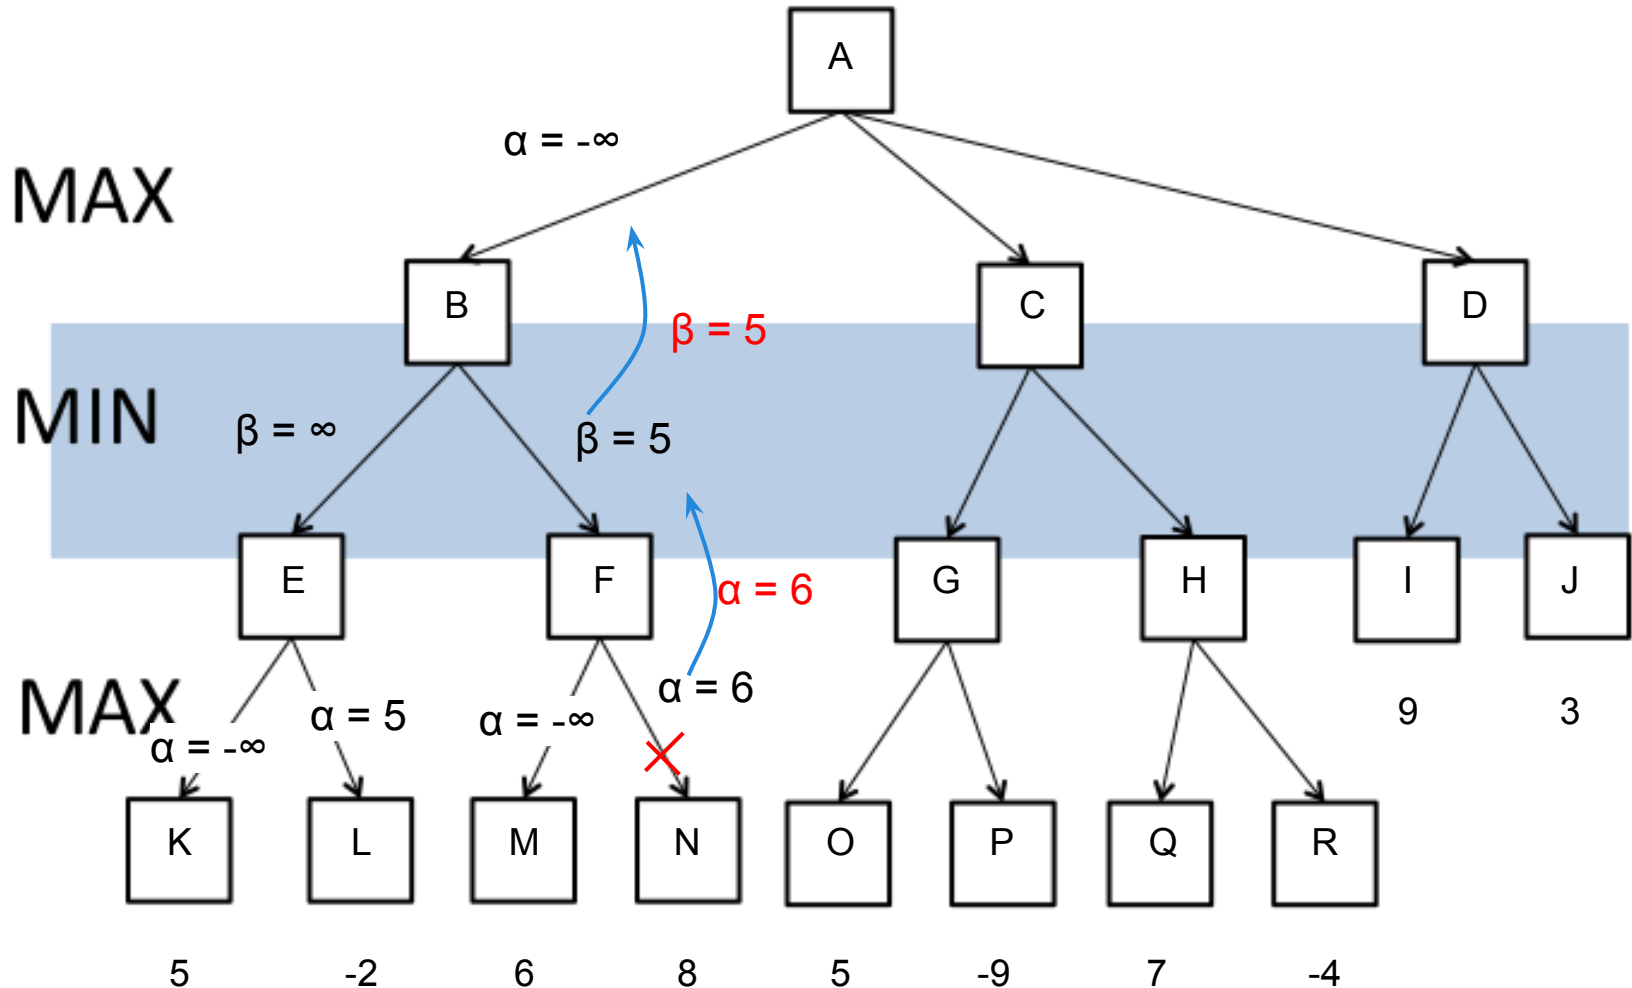 A
α = -∞
MAX
B
C
D
β = 5
MIN
β = ∞
β = 5
E
F
G
H
I
J
α = 6
MAX
α = 6
α = -∞
α = 5
α = -∞
9
3
K
L
M
N
O
P
Q
R
5
-2
6
8
5
-9
7
-4